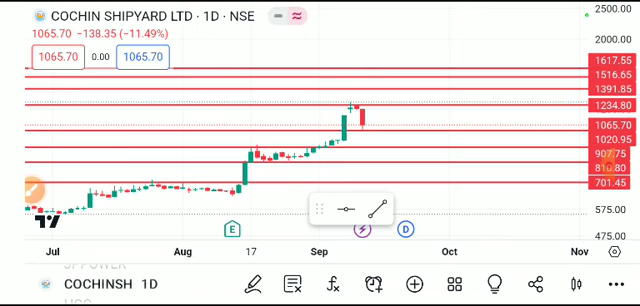 COCHIN SHIPYARD LTD · 1D · NSE
1065.70 −138.35 (−11.49%)
1065.70 0.00 1065.70
2500.00
2000.00
1617.55
1516.65
1391.85
1234.80
1065.70
1020.95
907.75
810.80
701.45
575.00
475.00
E
D
Jul Aug 17 Sep Oct Nov
JPPOWER
COCHINSH 1D